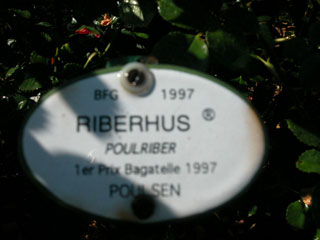 BFG 1997
RIBERHUS ®
POULRIBER
1er Prix Bagatelle 1997
POULSEN